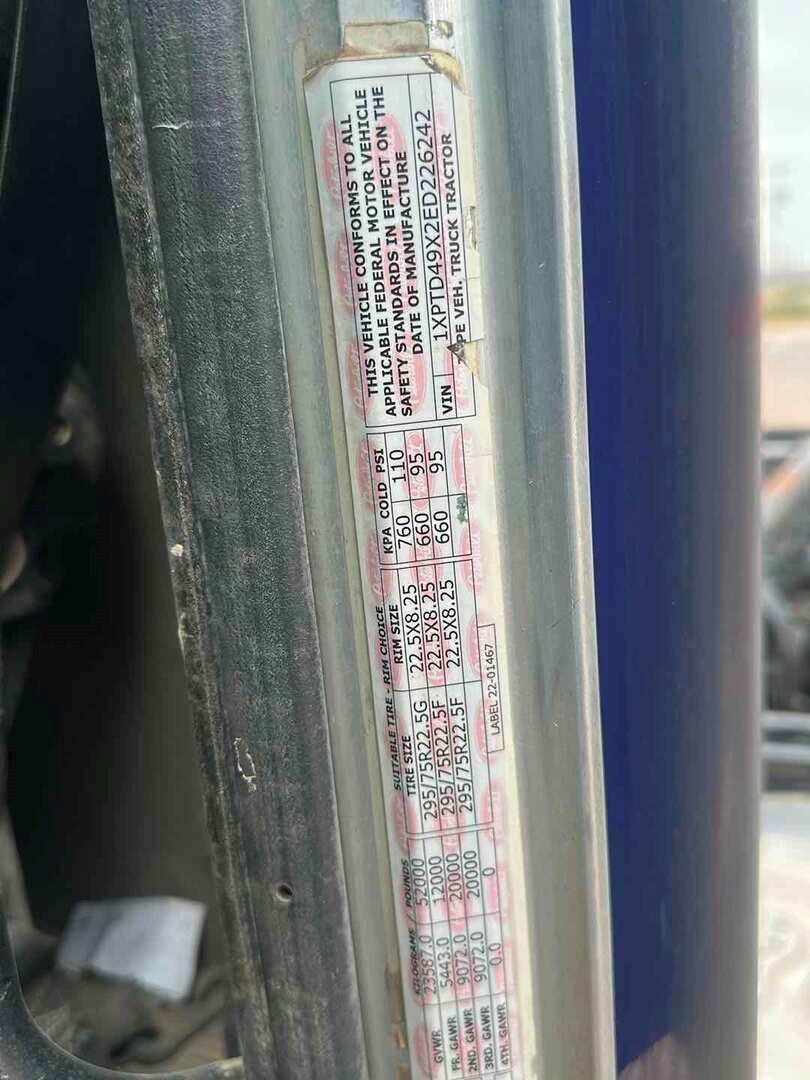 KILOGRAMS / POUNDS
GVWR 23587.0 52000
FR. GAWR 5443.0 12000
2ND. GAWR 9072.0 20000
3RD. GAWR 9072.0 20000
4TH. GAWR 0.0 0
SUITABLE TIRE - RIM CHOICE
TIRE SIZE RIM SIZE KPA COLD PSI
295/75R22.5G 22.5X8.25 760 110
295/75R22.5F 22.5X8.25 660 95
295/75R22.5F 22.5X8.25 660 95
LABEL 22-01467
THIS VEHICLE CONFORMS TO ALL
APPLICABLE FEDERAL MOTOR VEHICLE
SAFETY STANDARDS IN EFFECT ON THE
DATE OF MANUFACTURE
VIN 1XPTD49X2ED226242
PE VEH. TRUCK TRACTOR